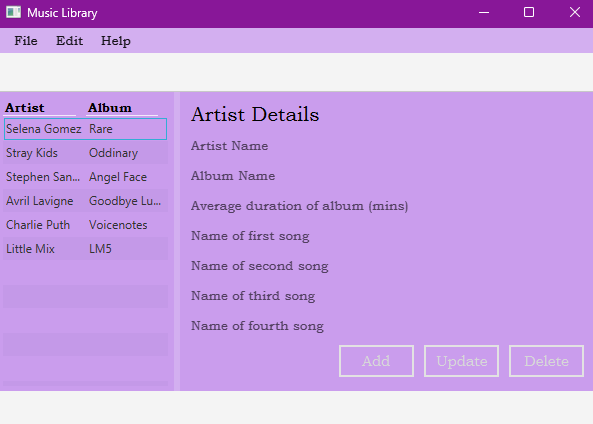 Music Library
File Edit Help
Artist Album
Selena Gomez Rare
Stray Kids Oddinary
Stephen San... Angel Face
Avril Lavigne Goodbye Lu...
Charlie Puth Voicenotes
Little Mix LM5
Artist Details
Artist Name
Album Name
Average duration of album (mins)
Name of first song
Name of second song
Name of third song
Name of fourth song
Add Update Delete